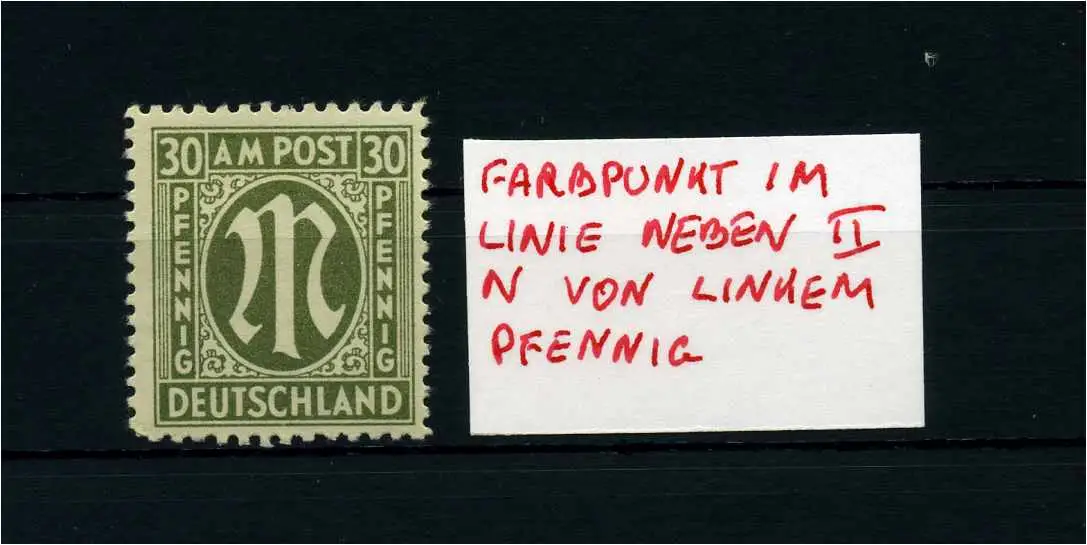 30 AM POST 30
PFENNIG
PFENNIG
DEUTSCHLAND
FARBPUNKT IM
LINIE NEBEN II
N VON LINKEM
PFENNIG